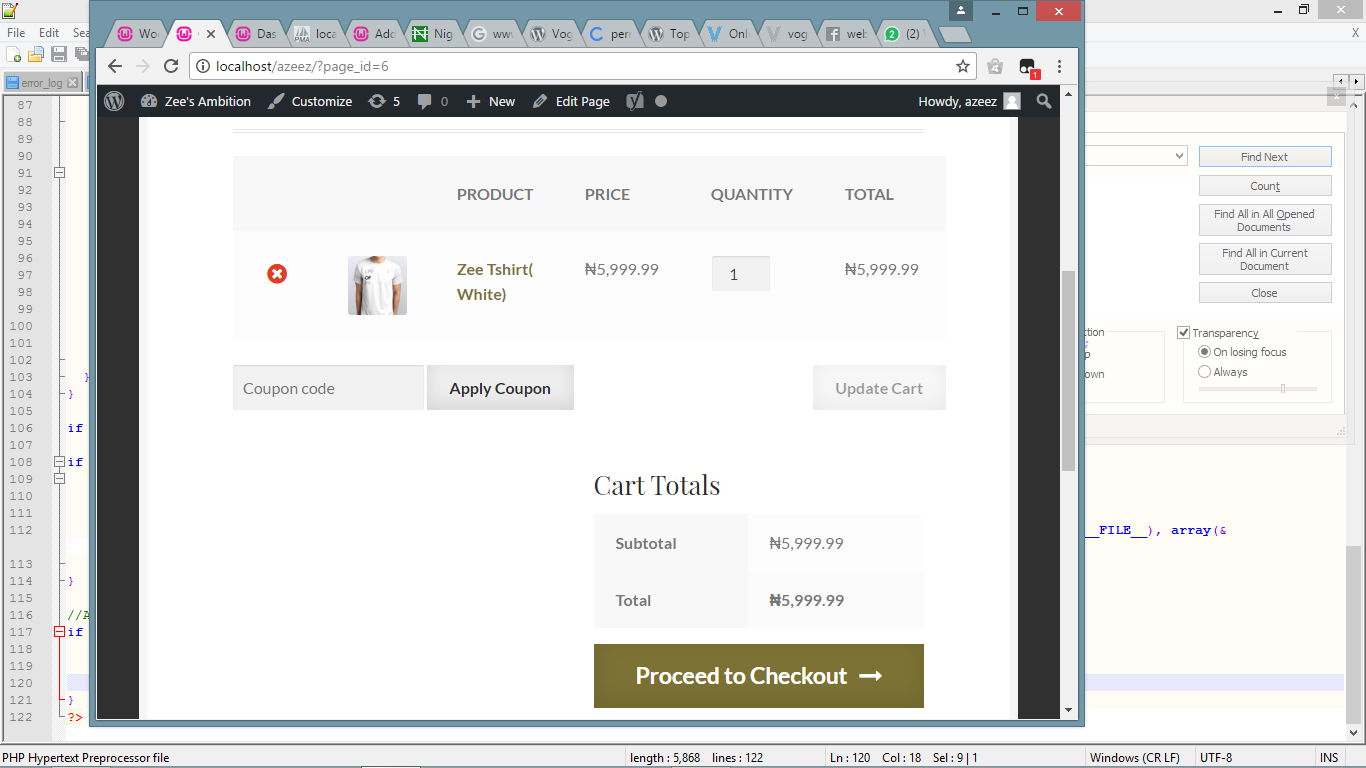 File Edit Sea
Wo
Das
loca
Add
Nig
ww
Vog
per
Top
Onl
vog
web
(2)
localhost/azeez/?page_id=6
1
error_log
Zee's Ambition Customize 5 0 New Edit Page Howdy, azeez
PRODUCT PRICE QUANTITY TOTAL
Zee Tshirt( ₦5,999.99 1 ₦5,999.99
White)
Coupon code Apply Coupon Update Cart
Cart Totals
Subtotal ₦5,999.99
Total ₦5,999.99
Proceed to Checkout
Find Next
Count
Find All in All Opened
Documents
Find All in Current
Document
Close
ction
p
own
Transparency
On losing focus
Always
87
88
89
90
91
92
93
94
95
96
97
98
99
100
101
102
103 }
104 }
105
106 if
107
108 if
109
110
111
112 __FILE__), array(&
113
114 }
115
116 //A
117 if
118
119
120
121 }
122 ?>
PHP Hypertext Preprocessor file length : 5,868 lines : 122 Ln : 120 Col : 18 Sel : 9 | 1 Windows (CR LF) UTF-8 INS